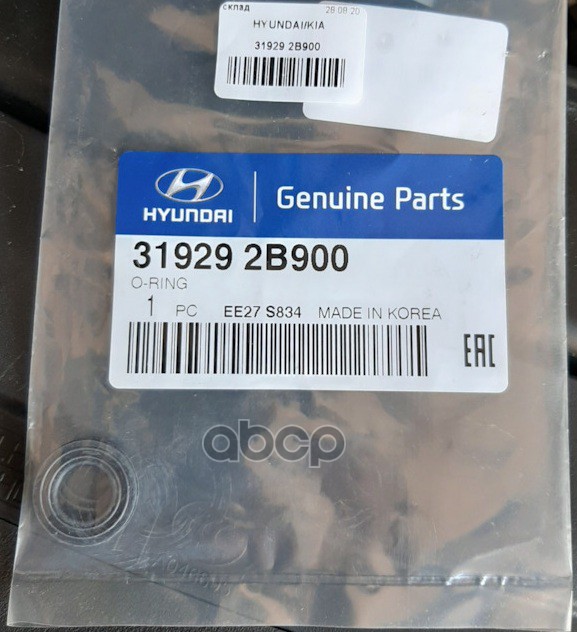 склад 28.08.20
HYUNDAI/KIA
31929 2B900
HYUNDAI
Genuine Parts
31929 2B900
O-RING
1 PC EE27 S834 MADE IN KOREA
EAC
abcp